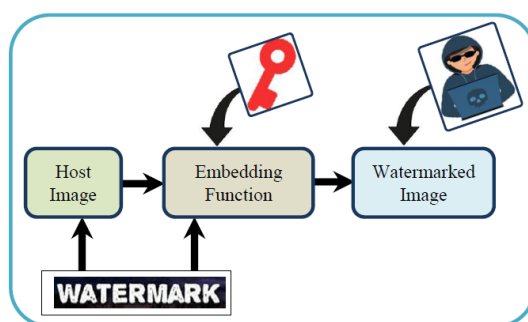 Host
Image
Embedding
Function
Watermarked
Image
WATERMARK